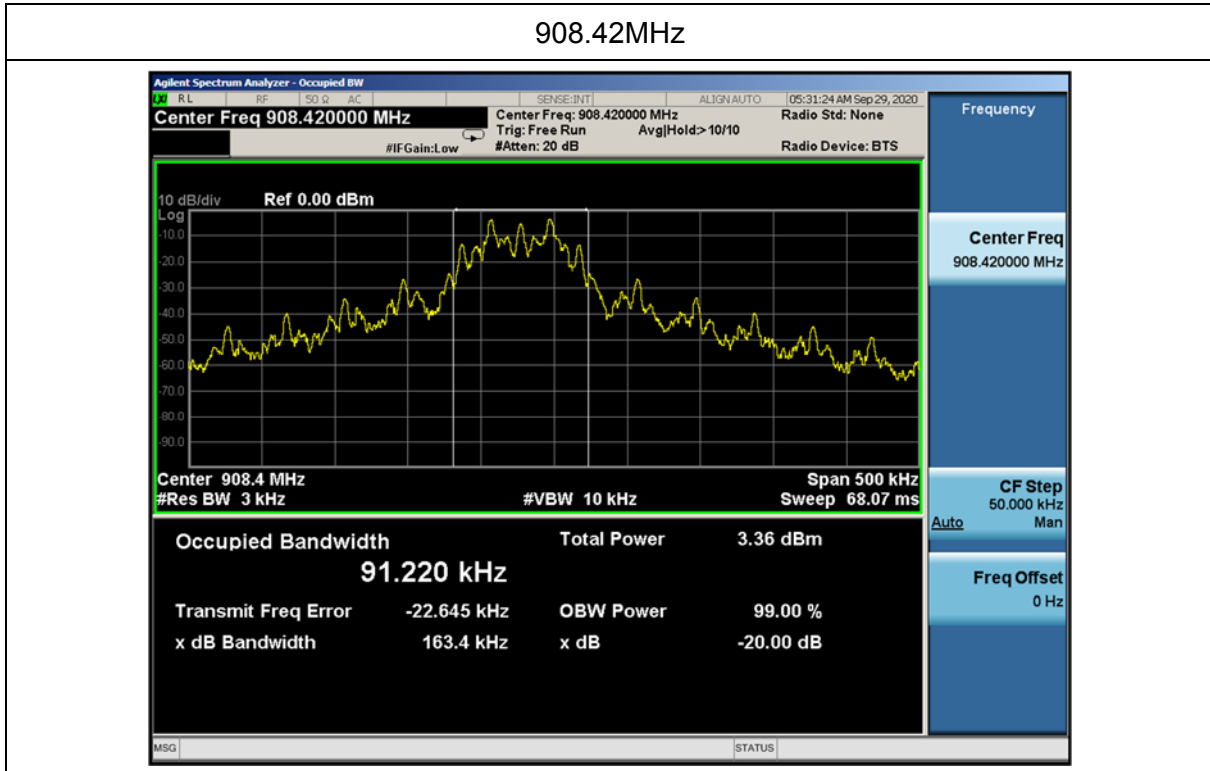 908.42MHz
Agilent Spectrum Analyzer - Occupied BW
LXI RL RF 50 Ω AC SENSE:INT ALIGN AUTO 05:31:24 AM Sep 29, 2020
Center Freq 908.420000 MHz
Center Freq: 908.420000 MHz Radio Std: None
Trig: Free Run Avg|Hold:> 10/10
#IFGain:Low #Atten: 20 dB Radio Device: BTS
10 dB/div Ref 0.00 dBm
Log
-10.0
-20.0
-30.0
-40.0
-50.0
-60.0
-70.0
-80.0
-90.0
Center 908.4 MHz Span 500 kHz
#Res BW 3 kHz #VBW 10 kHz Sweep 68.07 ms
Occupied Bandwidth Total Power 3.36 dBm
91.220 kHz
Transmit Freq Error -22.645 kHz OBW Power 99.00 %
x dB Bandwidth 163.4 kHz x dB -20.00 dB
MSG STATUS
Frequency
Center Freq
908.420000 MHz
CF Step
50.000 kHz
Auto Man
Freq Offset
0 Hz